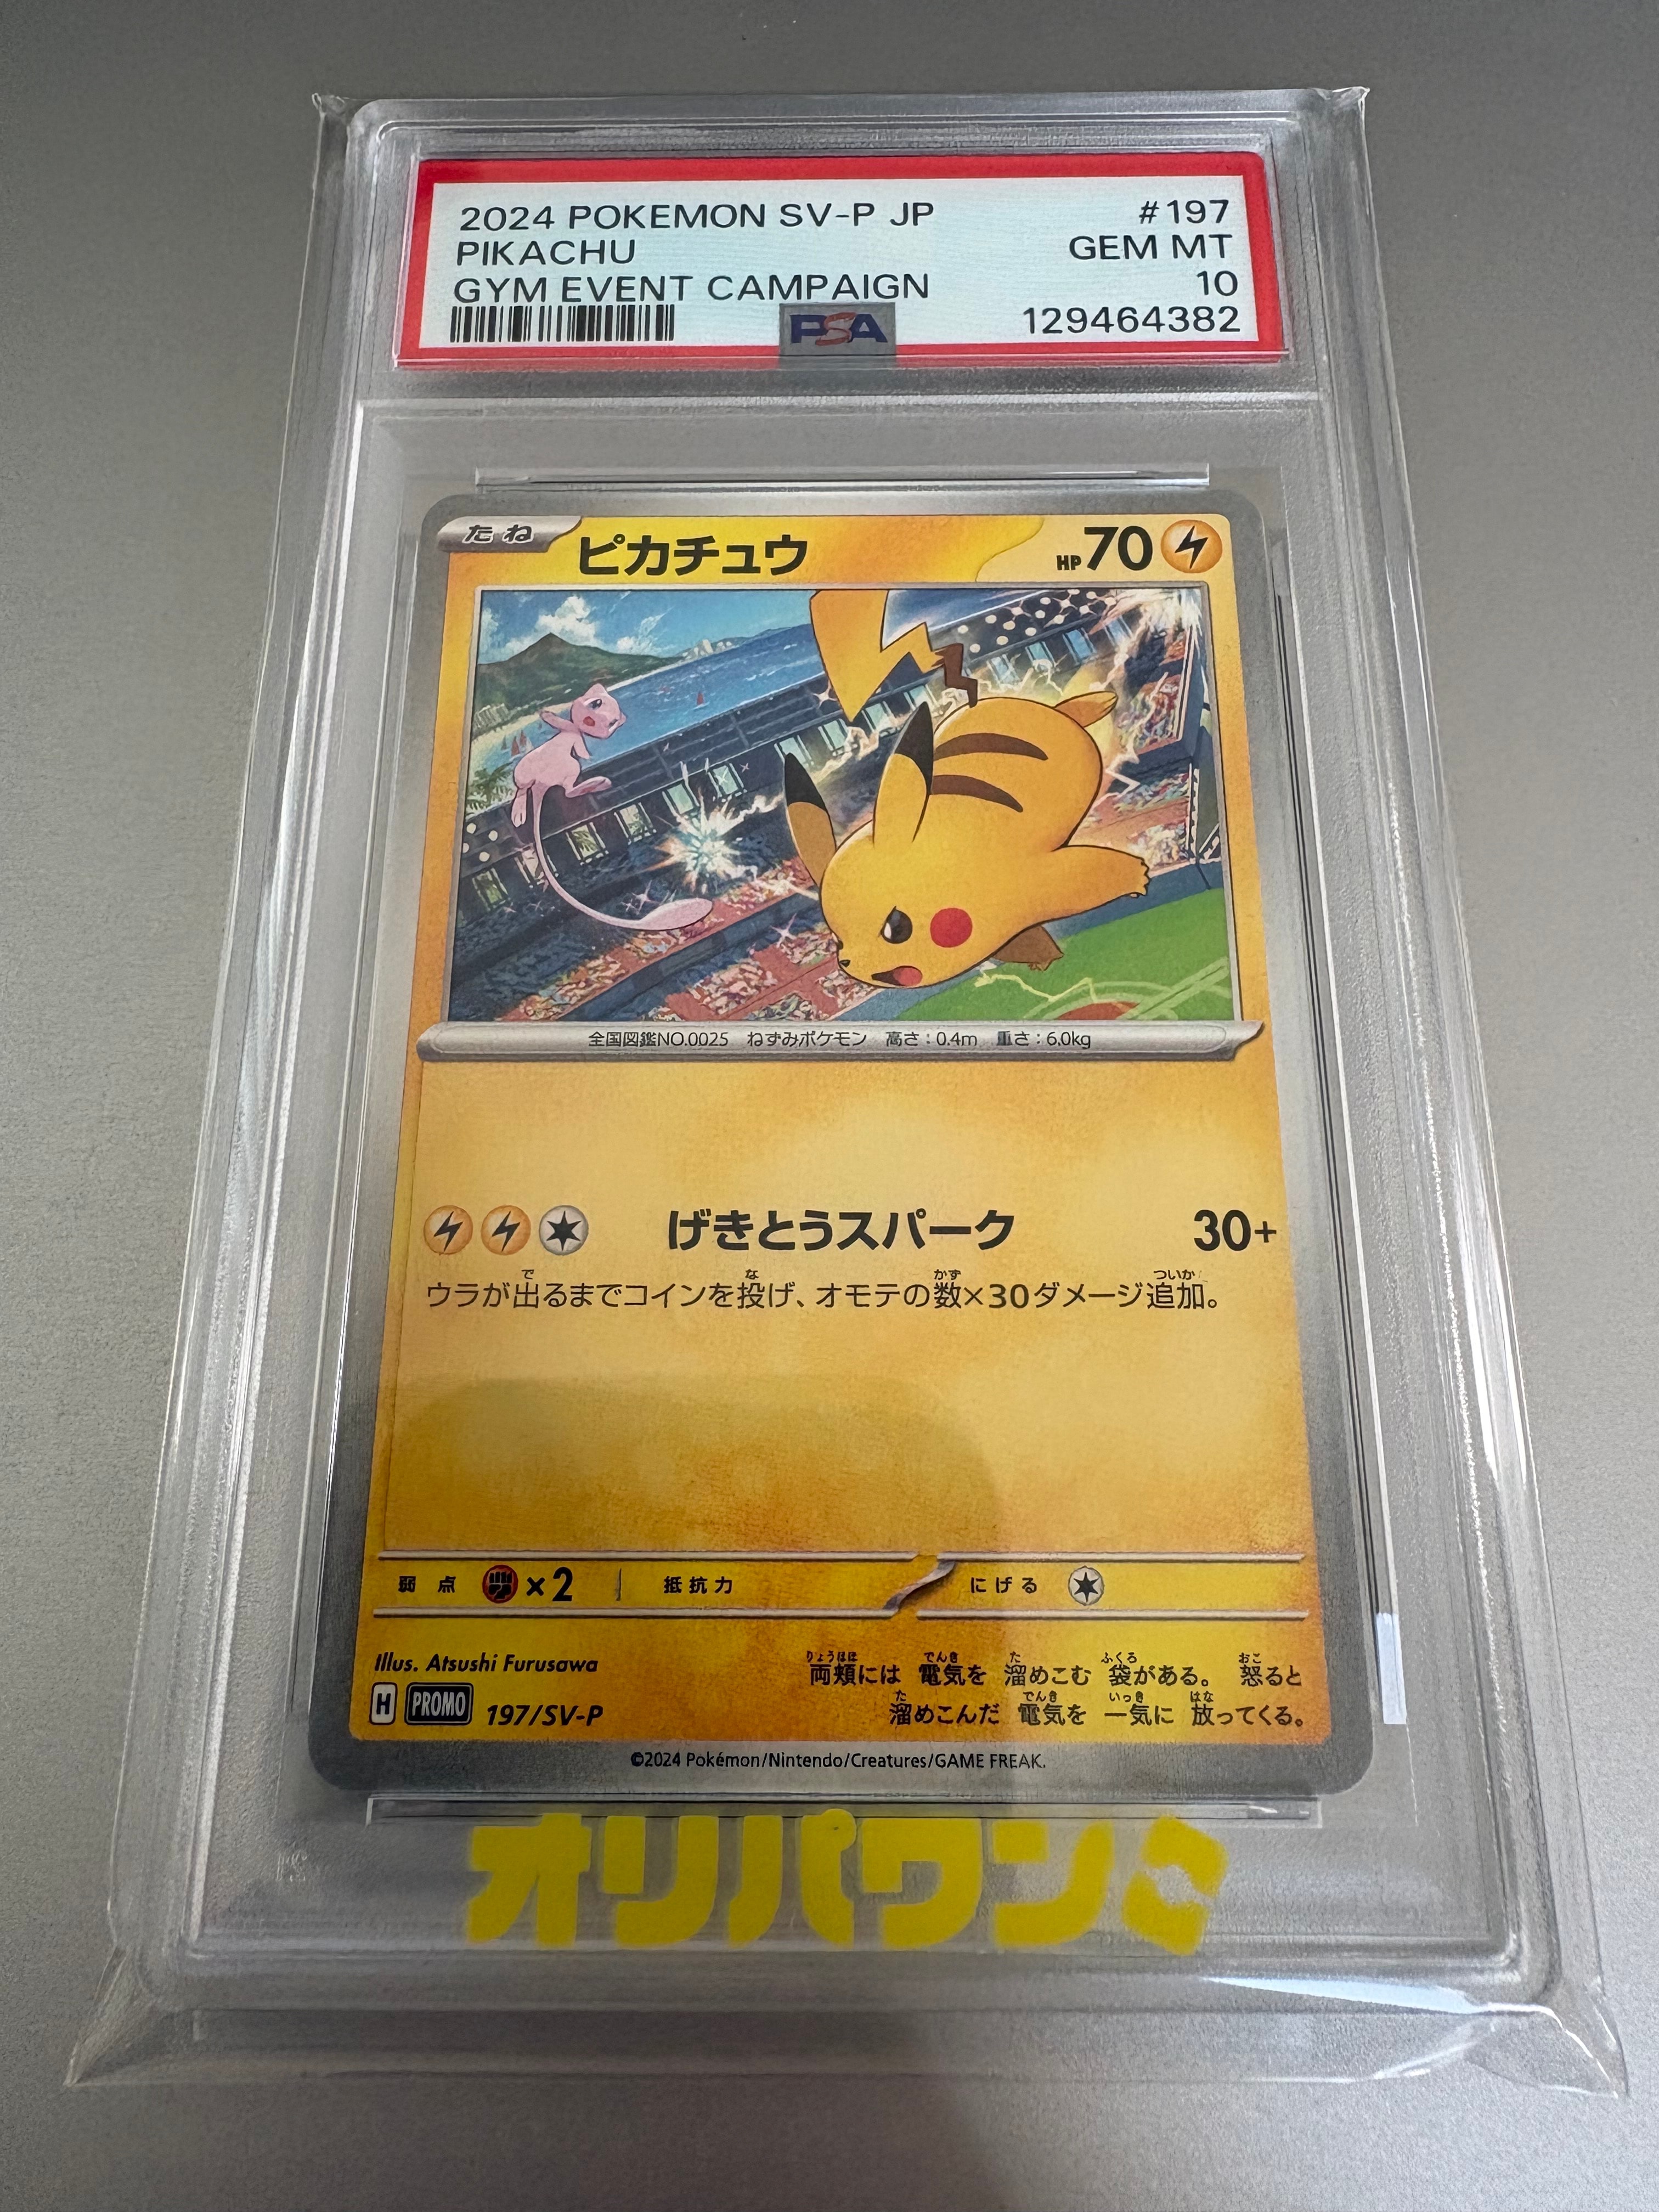 2024 POKEMON SV-P JP #197
PIKACHU GEM MT
GYM EVENT CAMPAIGN 10
PSA 129464382
たね ピカチュウ HP70
全国図鑑NO.0025 ねずみポケモン 高さ:0.4m 重さ:6.0kg
げきとうスパーク 30+
ウラが出るまでコインを投げ、オモテの数×30ダメージ追加。
弱点 ×2 抵抗力 にげる
Illus. Atsushi Furusawa
両頬には 電気を 溜めこむ 袋がある。 怒ると
溜めこんだ 電気を 一気に 放ってくる。
H PROMO 197/SV-P
©2024 Pokémon/Nintendo/Creatures/GAME FREAK.
オリパワン